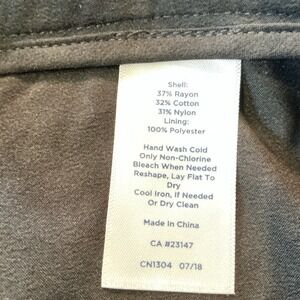 Shell:
37% Rayon
32% Cotton
31% Nylon
Lining:
100% Polyester
Hand Wash Cold
Only Non-Chlorine
Bleach When Needed
Reshape, Lay Flat To
Dry
Cool Iron, If Needed
Or Dry Clean
Made In China
CA #23147
CN1304 07/18